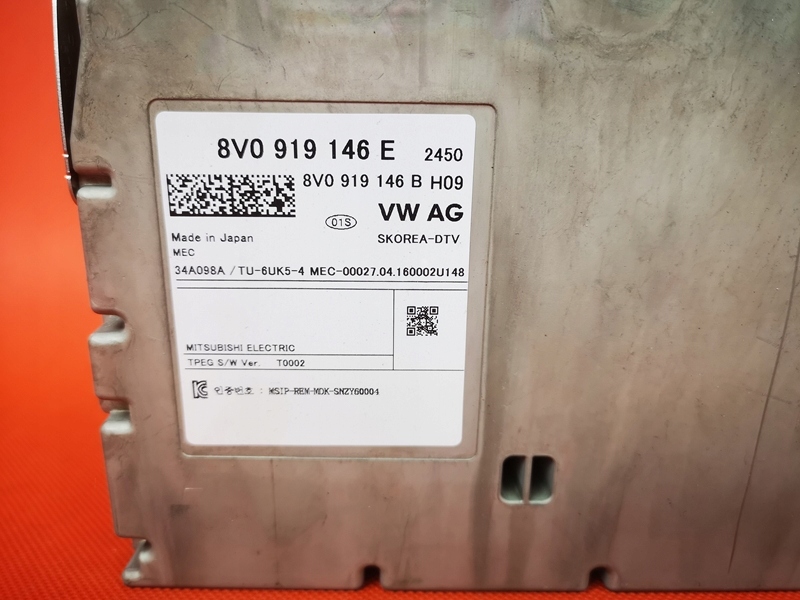 8V0 919 146 E 2450
8V0 919 146 B H09
01S VW AG
Made in Japan SKOREA-DTV
MEC
34A098A / TU-6UK5-4 MEC-00027.04.160002U148
MITSUBISHI ELECTRIC
TPEG S/W Ver. T0002
인증번호 : MSIP-REM-MDK-SNZY60004